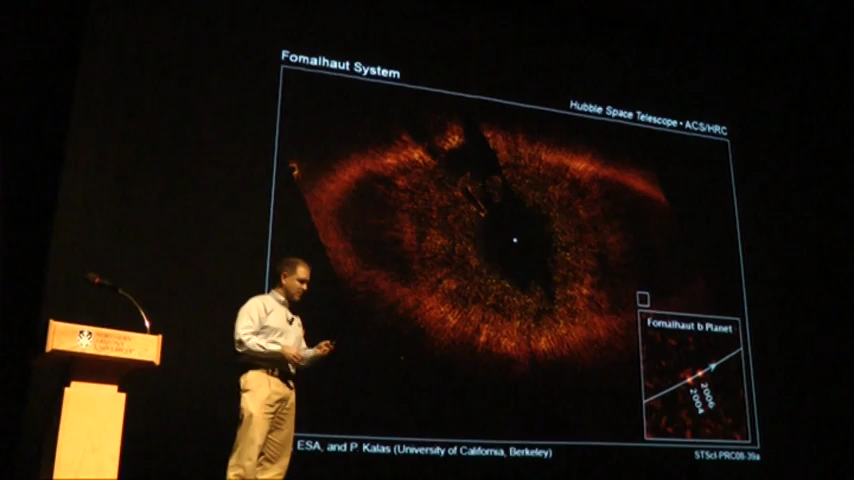 Fomalhaut System
Hubble Space Telescope • ACS/HRC
Fomalhaut b Planet
2006
2004
ESA, and P. Kalas (University of California, Berkeley)
STScI-PRC08-39a